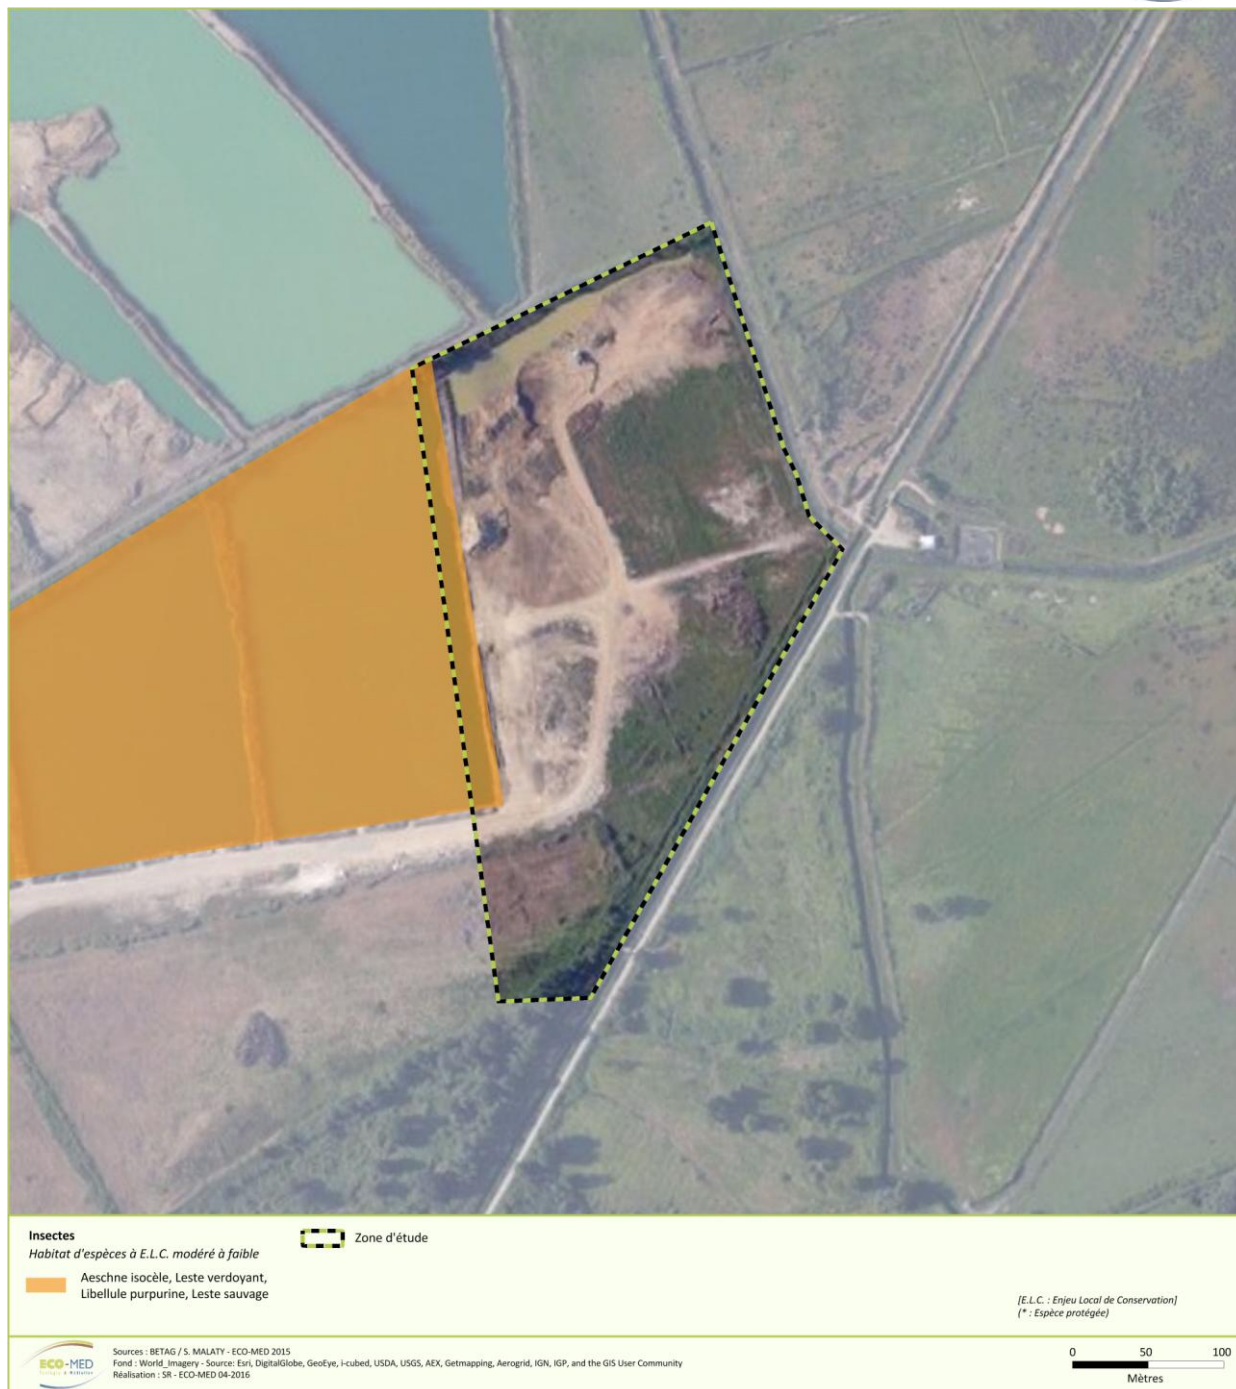 Insectes
Habitat d'espèces à E.L.C. modéré à faible
Aeschne isocèle, Leste verdoyant,
Libellule purpurine, Leste sauvage
Zone d'étude
[E.L.C. : Enjeu Local de Conservation]
(* : Espèce protégée)
ECO-MED
Ecologie & Médiation
Sources : BETAG / S. MALATY - ECO-MED 2015
Fond : World_Imagery - Source: Esri, DigitalGlobe, GeoEye, i-cubed, USDA, USGS, AEX, Getmapping, Aerogrid, IGN, IGP, and the GIS User Community
Réalisation : SR - ECO-MED 04-2016
0 50 100
Mètres